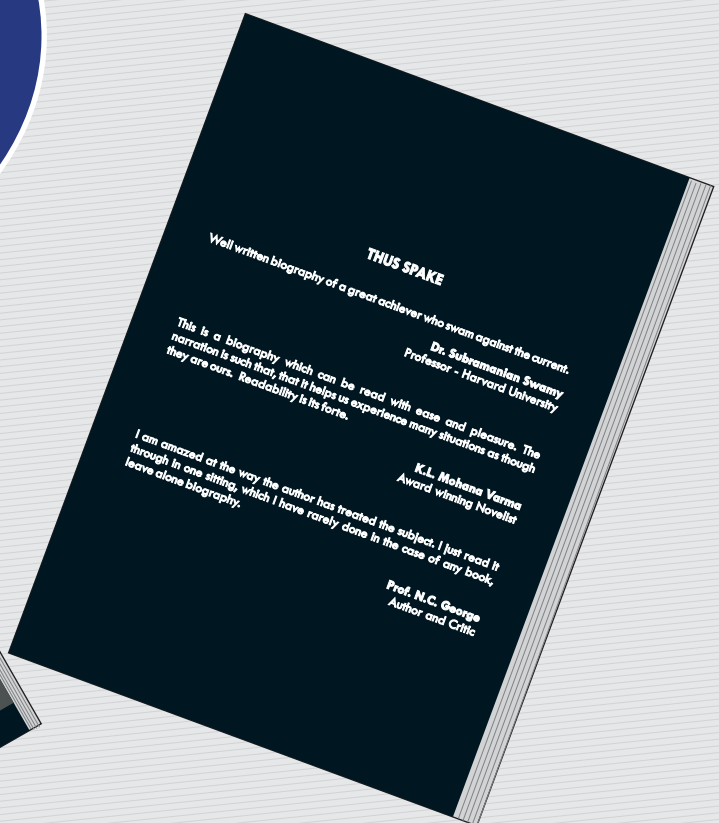 THUS SPAKE
Well written biography of a great achiever who swam against the current.
Dr. Subramanian Swamy
Professor - Harvard University
This is a biography which can be read with ease and pleasure. The
narration is such that, that it helps us experience many situations as though
they are ours. Readability is its forte.
K.L. Mohana Varma
Award winning Novelist
I am amazed at the way the author has treated the subject. I just read it
through in one sitting, which I have rarely done in the case of any book,
leave alone biography.
Prof. N.C. George
Author and Critic